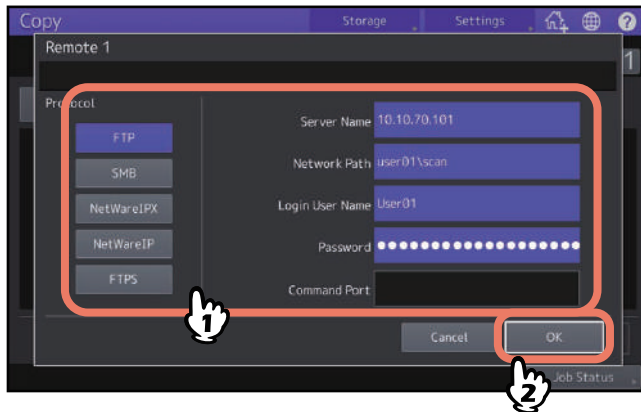 Copy
Storage
Settings
?
Remote 1
1
Protocol
FTP
SMB
NetWareIPX
NetWareIP
FTPS
Server Name 10.10.70.101
Network Path user01\scan
Login User Name User01
Password ●●●●●●●●●●●●●●●●●●●●
Command Port
1
Cancel
OK
2
Job Status